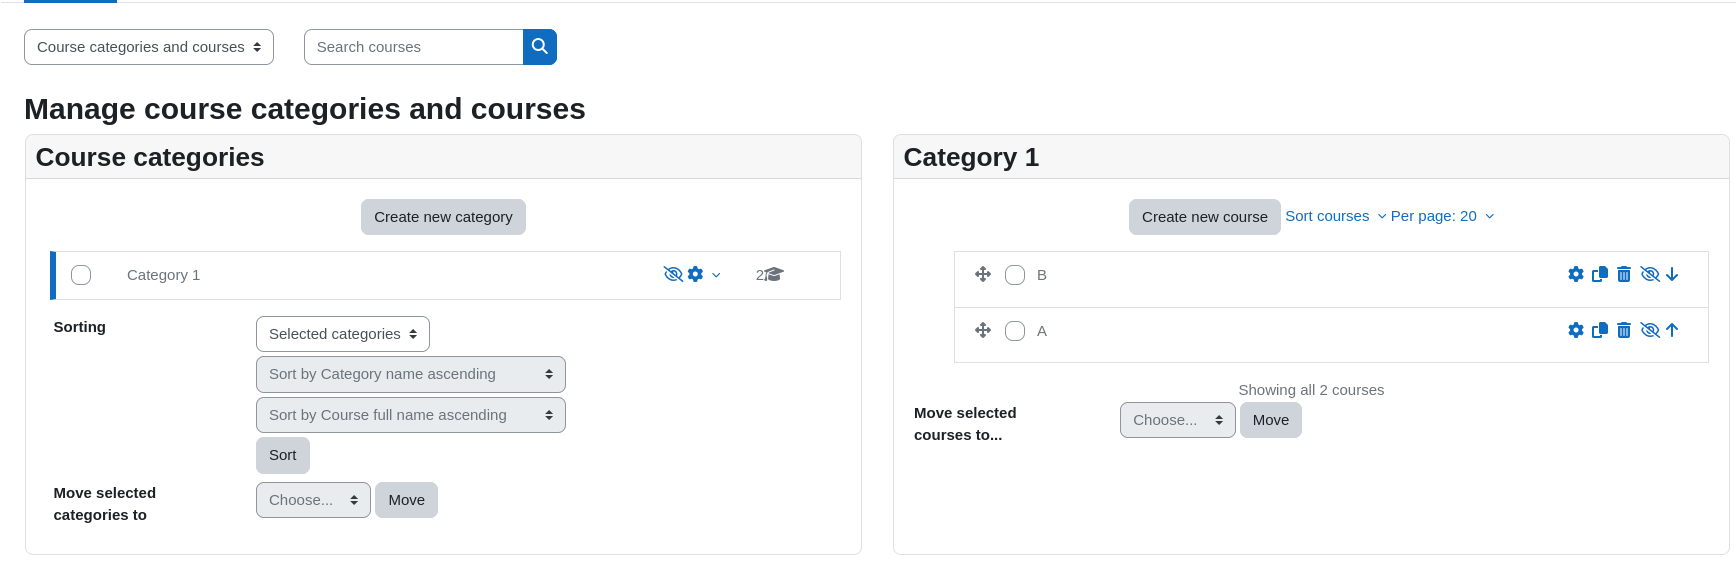 Course categories and courses
Search courses
Manage course categories and courses
Course categories
Create new category
Category 1
2
Sorting
Selected categories
Sort by Category name ascending
Sort by Course full name ascending
Sort
Move selected
categories to
Choose...
Move
Category 1
Create new course
Sort courses
Per page: 20
B
A
Showing all 2 courses
Move selected
courses to...
Choose...
Move